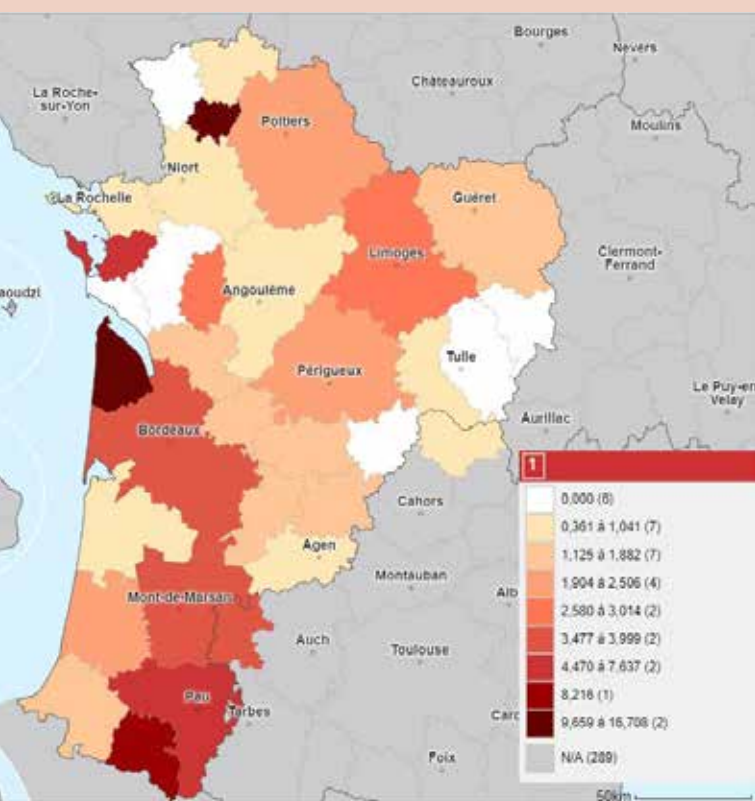 Bourges
Nevers
Châteauroux
La Roche-
sur-Yon
Poitiers
Moulins
Niort
La Rochelle
Guéret
Limoges
Clermont-
Ferrand
aoudzi
Angoulême
Périgueux
Tulle
Le Puy-en
Velay
Aurillac
Bordeaux
1
0,000 (6)
0,361 à 1,041 (7)
1,125 à 1,882 (7)
1,904 à 2,506 (4)
2,580 à 3,014 (2)
3,477 à 3,999 (2)
4,470 à 7,637 (2)
8,216 (1)
9,659 à 16,708 (2)
N/A (289)
Cahors
Agen
Montauban
Alb
Mont-de-Marsan
Auch
Toulouse
Pau
Tarbes
Carc
Foix
50km